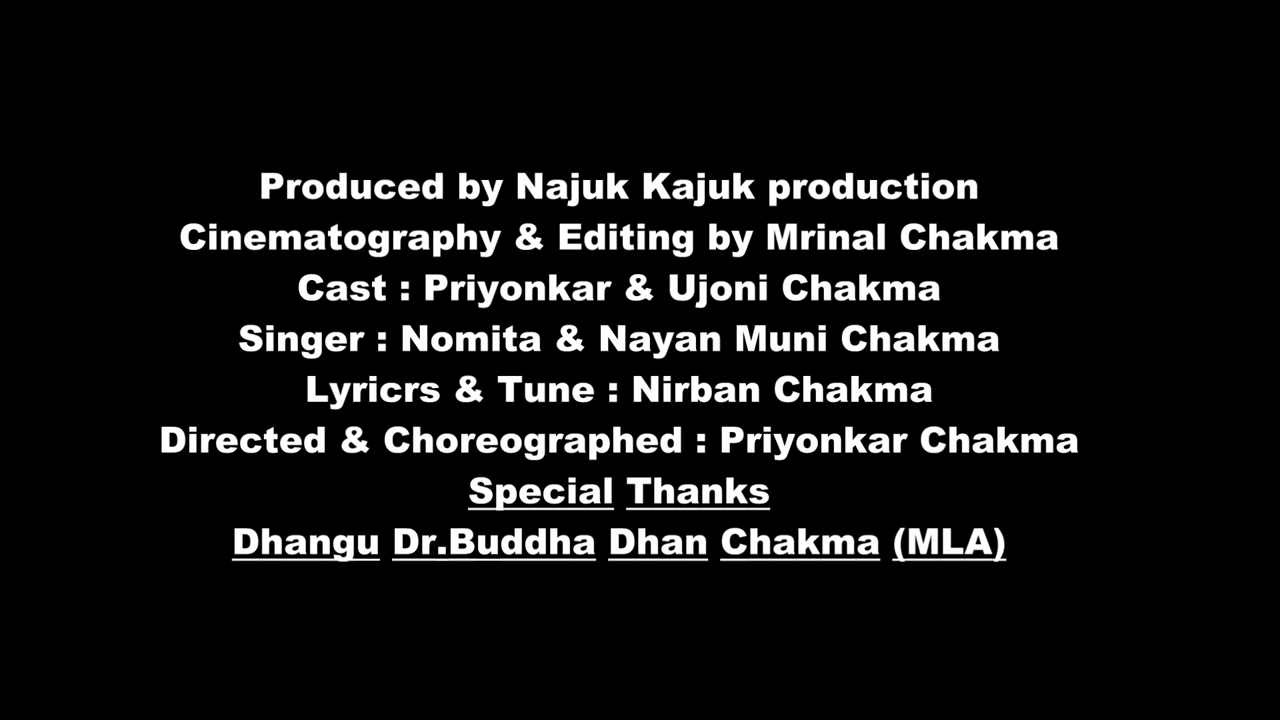 Produced by Najuk Kajuk production
Cinematography & Editing by Mrinal Chakma
Cast : Priyonkar & Ujoni Chakma
Singer : Nomita & Nayan Muni Chakma
Lyricrs & Tune : Nirban Chakma
Directed & Choreographed : Priyonkar Chakma
Special Thanks
Dhangu Dr.Buddha Dhan Chakma (MLA)